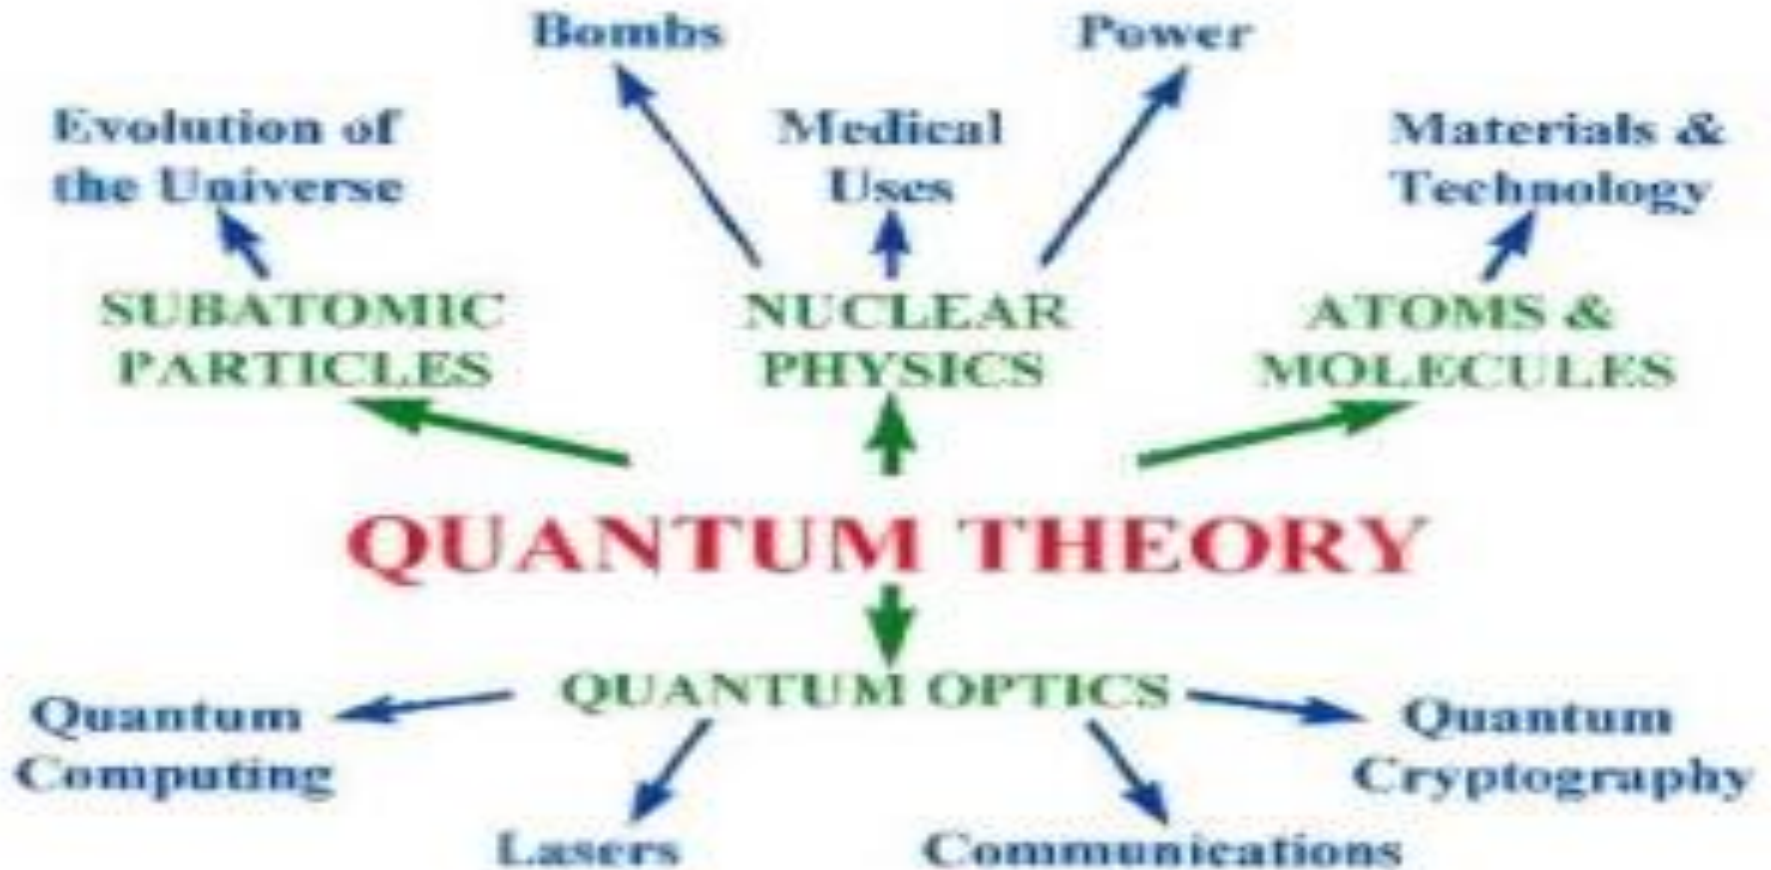 Bombs
Power
Evolution of
the Universe
Medical
Uses
Materials &
Technology
SUBATOMIC
PARTICLES
NUCLEAR
PHYSICS
ATOMS &
MOLECULES
QUANTUM THEORY
QUANTUM OPTICS
Quantum
Computing
Lasers
Communications
Quantum
Cryptography